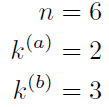 n = 6
k^(a) = 2
k^(b) = 3